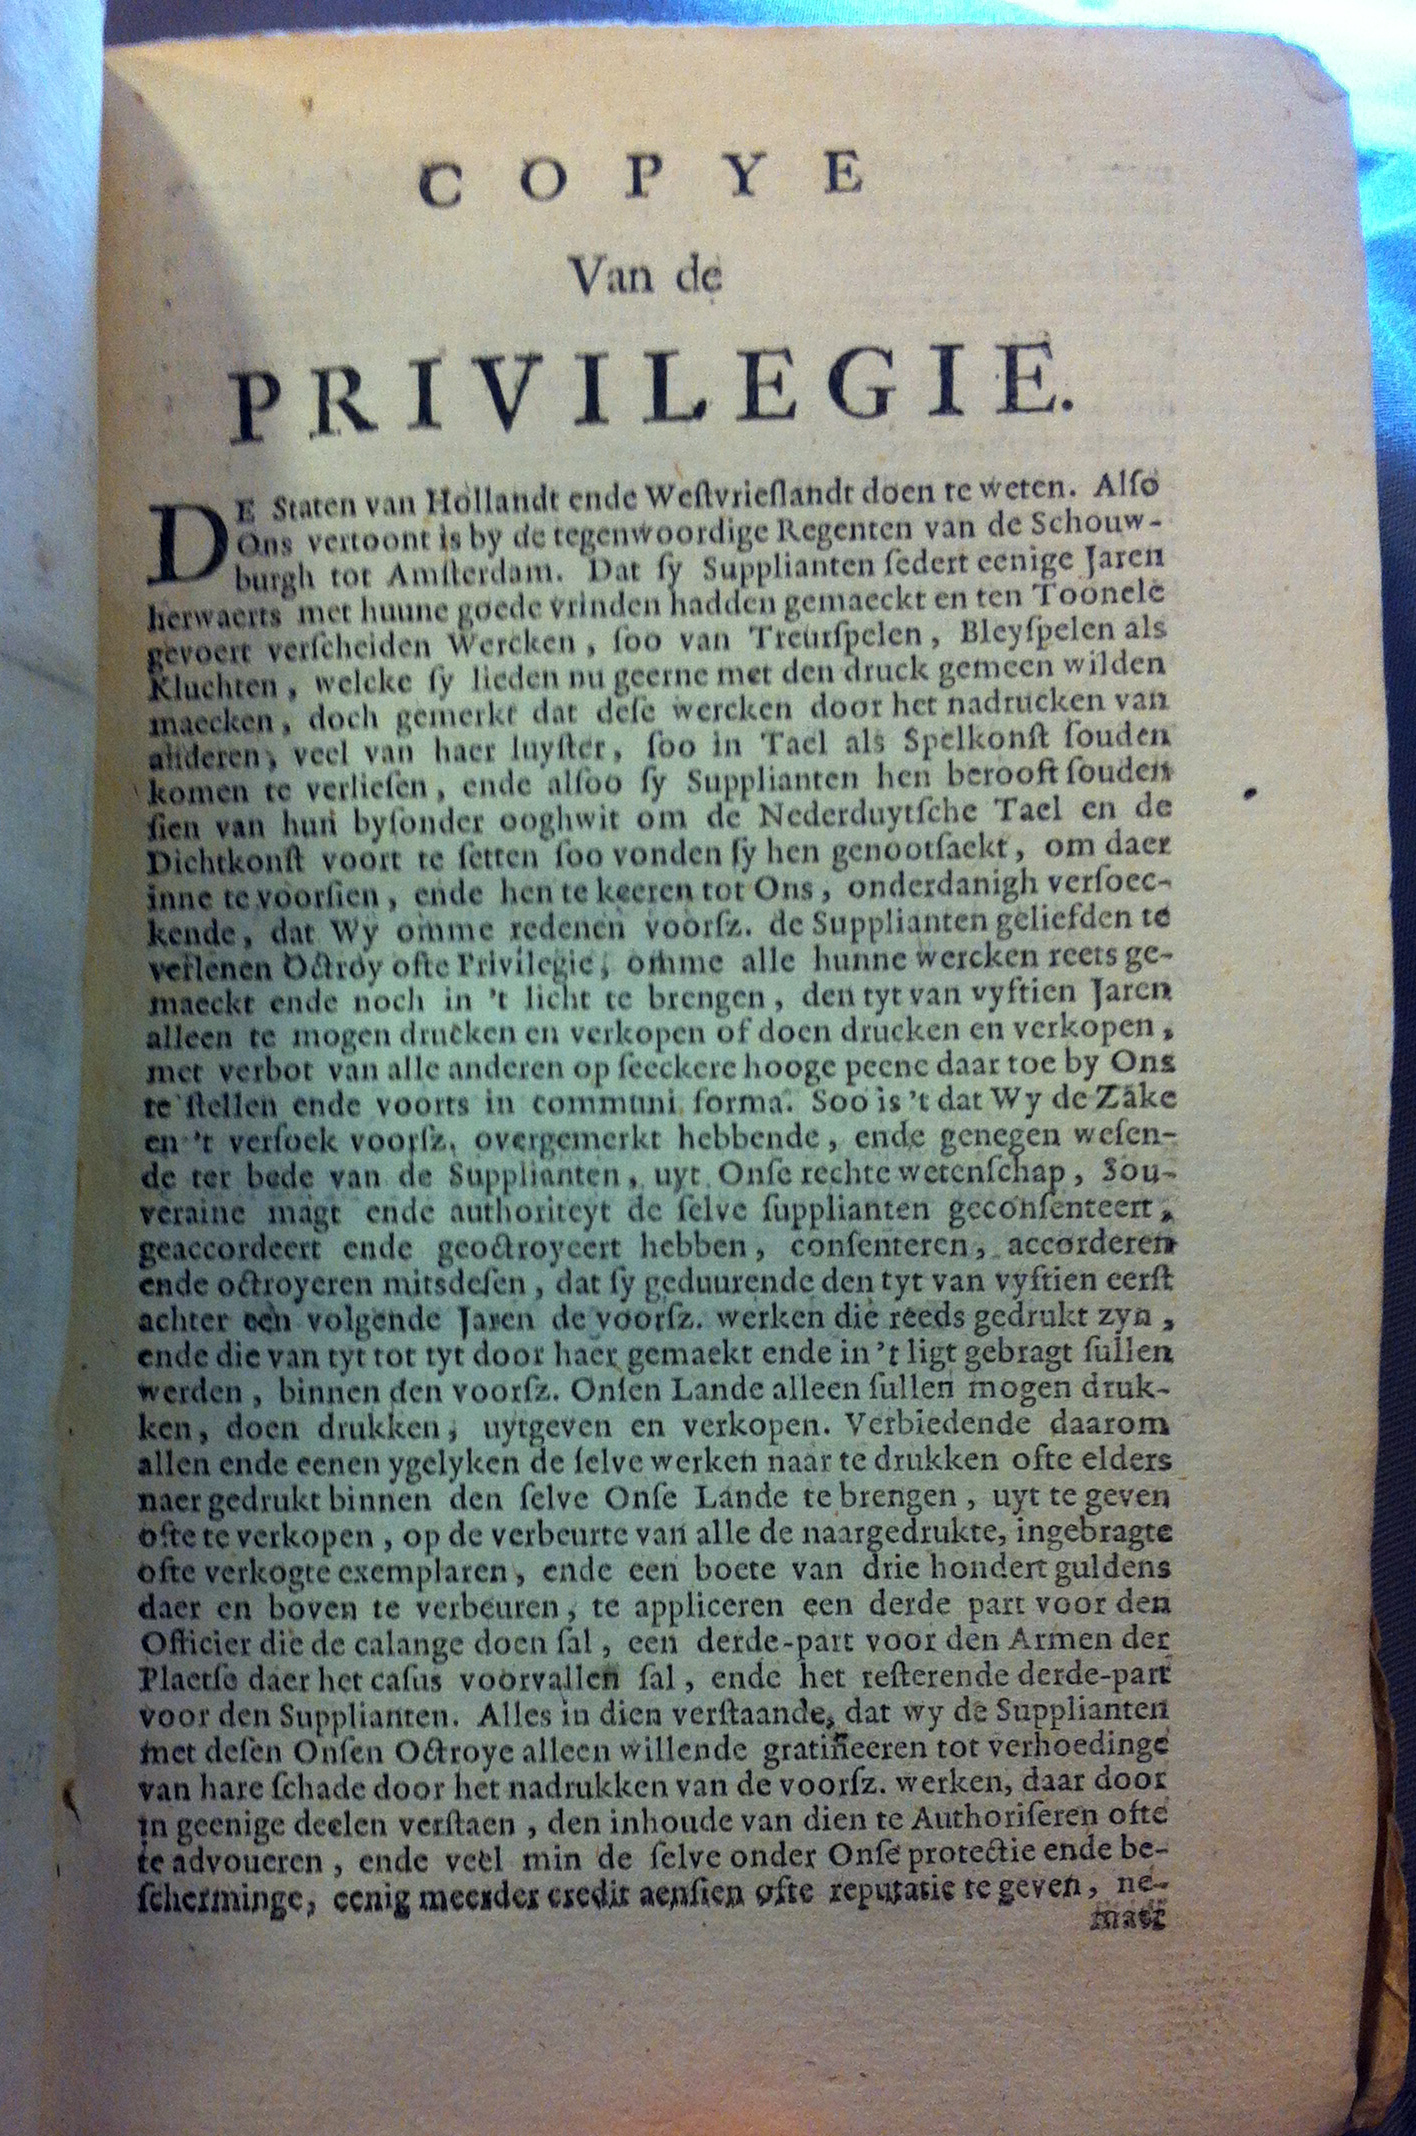 COPYE
Van de
PRIVILEGIE.
DE Staten van Hollandt ende Weſtvrieſlandt doen te weten. Alſo
Ons vertoont is by de tegenwoordige Regenten van de Schouw-
burgh tot Amſterdam. Dat ſy Supplianten ſedert eenige Jaren
herwaerts met hunne goede vrinden hadden gemaeckt en ten Toonele
gevoert verſcheiden Wercken, ſoo van Treurſpelen, Bleyſpelen als
Kluchten, welcke ſy lieden nu geerne met den druck gemeen wilden
maecken, doch gemerkt dat deſe wercken door het nadrucken van
anderen, veel van haer luyſter, ſoo in Tael als Spelkonſt ſouden
komen te verlieſen, ende alſoo ſy Supplianten hen berooft ſouden
ſien van hun byſonder ooghwit om de Nederduytſche Tael en de
Dichtkonſt voort te ſetten ſoo vonden ſy hen genootſaekt, om daer
inne te voorſien, ende hen te keeren tot Ons, onderdanigh verſoec-
kende, dat Wy omme redenen voorſz. de Supplianten geliefden te
verlenen Octroy ofte Privilegie, omme alle hunne wercken reets ge-
maeckt ende noch in 't licht te brengen, den tyt van vyftien Jaren
alleen te mogen drucken en verkopen of doen drucken en verkopen,
met verbot van alle anderen op ſeeckere hooge peene daar toe by Ons
te ſtellen ende voorts in communi forma. Soo is 't dat Wy de Zake
en 't verſoek voorſz. overgemerkt hebbende, ende genegen weſen-
de ter bede van de Supplianten, uyt Onſe rechte wetenſchap, Sou-
veraine magt ende authoriteyt de ſelve ſupplianten geconſenteert,
geaccordeert ende geoctroyeert hebben, conſenteren, accorderen
ende octroyeren mitsdeſen, dat ſy geduurende den tyt van vyftien eerſt
achter een volgende Jaren de voorſz. werken die reeds gedrukt zyn,
ende die van tyt tot tyt door haer gemaekt ende in 't ligt gebragt ſullen
werden, binnen den voorſz. Onſen Lande alleen ſullen mogen druk-
ken, doen drukken, uytgeven en verkopen. Verbiedende daarom
allen ende eenen ygelyken de ſelve werken naar te drukken ofte elders
naer gedrukt binnen den ſelve Onſe Lande te brengen, uyt te geven
ofte te verkopen, op de verbeurte van alle de naargedrukte, ingebragte
ofte verkogte exemplaren, ende een boete van drie hondert guldens
daer en boven te verbeuren, te appliceren een derde part voor den
Officier die de calange doen ſal, een derde-part voor den Armen der
Plaetſe daer het caſus voorvallen ſal, ende het reſterende derde-part
voor den Supplianten. Alles in dien verſtaande, dat wy de Supplianten
met deſen Onſen Octroye alleen willende gratificeren tot verhoedinge
van hare ſchade door het nadrukken van de voorſz. werken, daar door
in geenige deelen verſtaen, den inhoude van dien te Authoriſeren ofte
te advoueren, ende veel min de ſelve onder Onſe protectie ende be-
ſcherminge, eenig meerder credit aenſien ofte reputatie te geven, ne-
maer